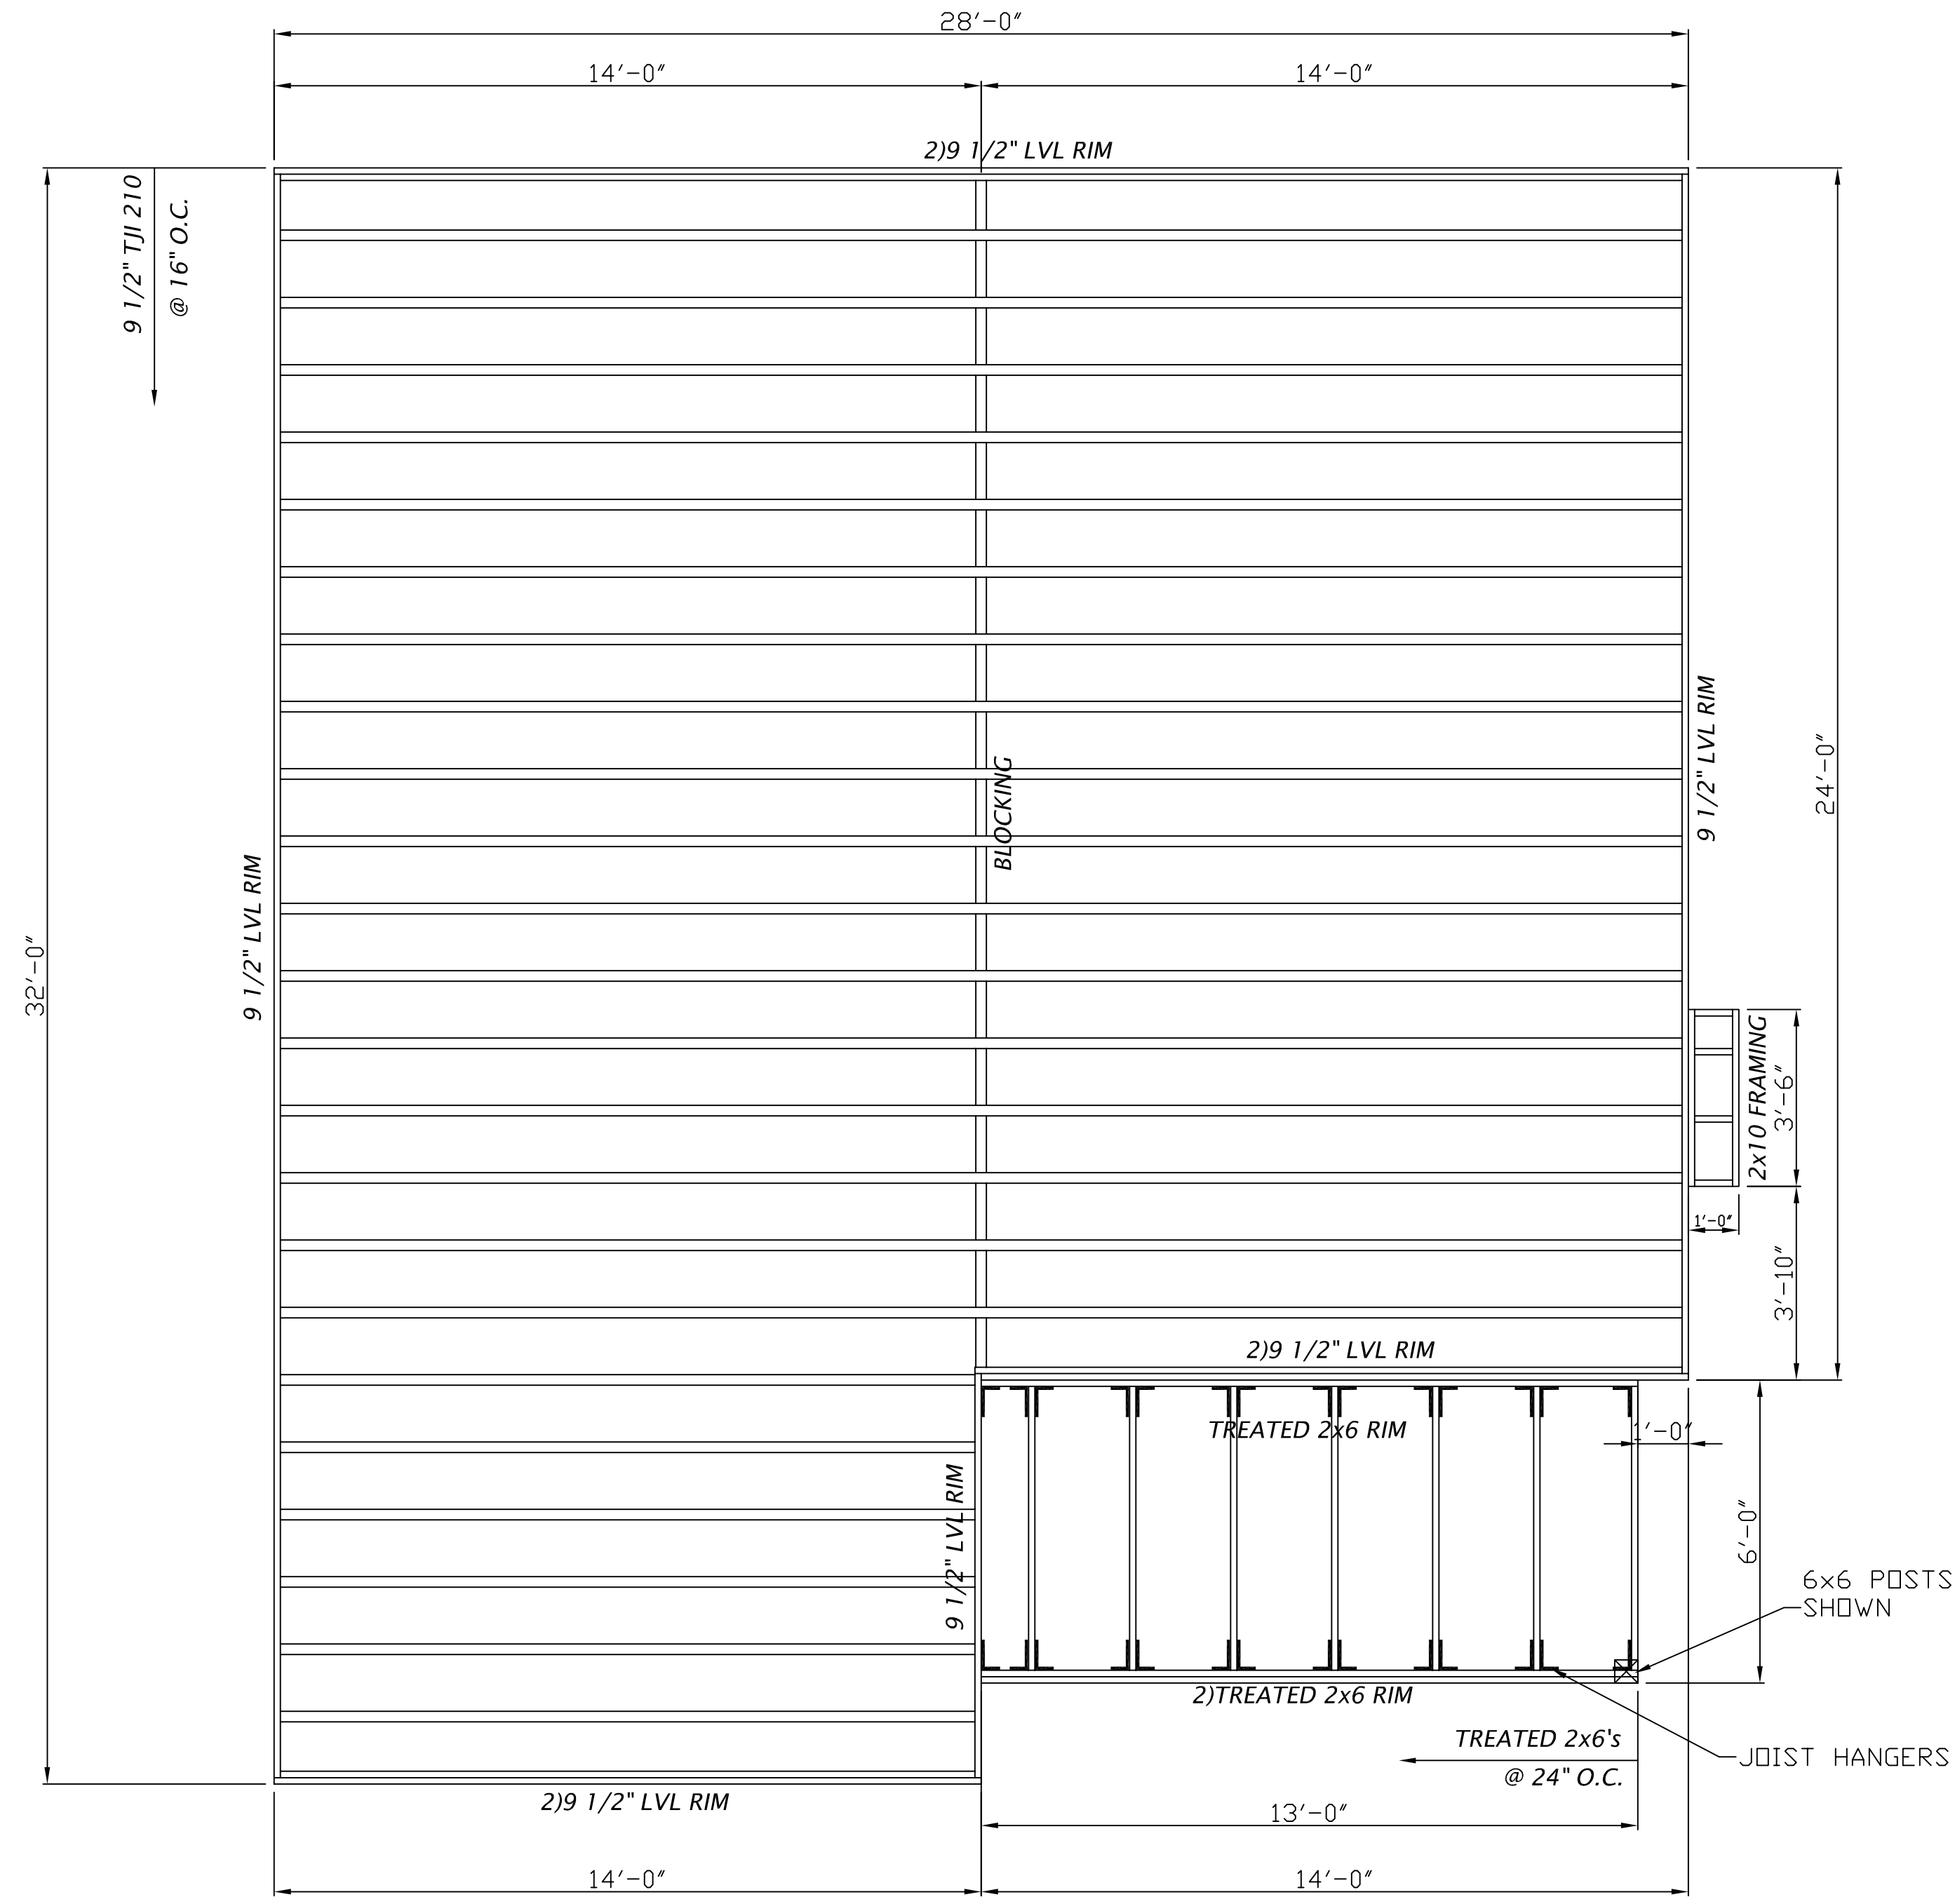 28'-0"
14'-0"
14'-0"
2)9 1/2" LVL RIM
9 1/2" TJI 210
@ 16" O.C.
9 1/2" LVL RIM
24'-0"
BLOCKING
9 1/2" LVL RIM
32'-0"
2x10 FRAMING
3'-6"
1'-0"
3'-10"
2)9 1/2" LVL RIM
TREATED 2x6 RIM
1'-0"
9 1/2" LVL RIM
6'-0"
6x6 POSTS
SHOWN
2)TREATED 2x6 RIM
TREATED 2x6's
@ 24" O.C.
JOIST HANGERS
2)9 1/2" LVL RIM
13'-0"
14'-0"
14'-0"